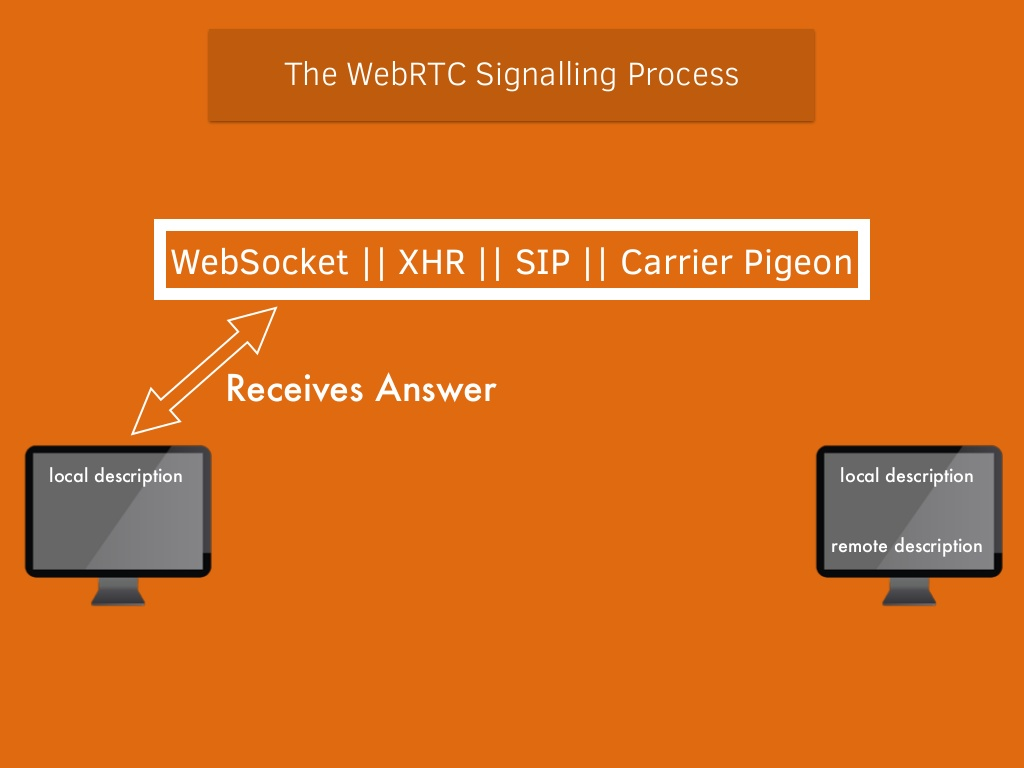 The WebRTC Signalling Process
WebSocket || XHR || SIP || Carrier Pigeon
Receives Answer
local description
local description
remote description